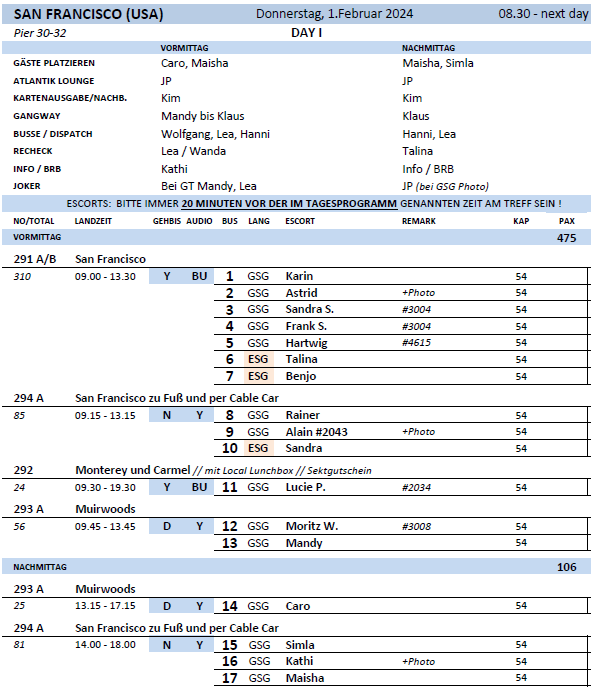 SAN FRANCISCO (USA) Donnerstag, 1.Februar 2024 08.30 - next day
Pier 30-32 DAY I
VORMITTAG NACHMITTAG
GÄSTE PLATZIEREN Caro, Maisha Maisha, Simla
ATLANTIK LOUNGE JP JP
KARTENAUSGABE/NACHB. Kim Kim
GANGWAY Mandy bis Klaus Klaus
BUSSE / DISPATCH Wolfgang, Lea, Hanni Hanni, Lea
RECHECK Lea / Wanda Talina
INFO / BRB Kathi Info / BRB
JOKER Bei GT Mandy, Lea JP (bei GSG Photo)
ESCORTS: BITTE IMMER 20 MINUTEN VOR DER IM TAGESPROGRAMM GENANNTEN ZEIT AM TREFF SEIN !
NO/TOTAL LANDZEIT GEHBIS AUDIO BUS LANG ESCORT REMARK KAP PAX
VORMITTAG 475
291 A/B San Francisco
310 09.00 - 13.30 Y BU 1 GSG Karin 54
2 GSG Astrid +Photo 54
3 GSG Sandra S. #3004 54
4 GSG Frank S. #3004 54
5 GSG Hartwig #4615 54
6 ESG Talina 54
7 ESG Benjo 54
294 A San Francisco zu Fuß und per Cable Car
85 09.15 - 13.15 N Y 8 GSG Rainer 54
9 GSG Alain #2043 +Photo 54
10 ESG Sandra 54
292 Monterey und Carmel // mit Local Lunchbox // Sektgutschein
24 09.30 - 19.30 Y BU 11 GSG Lucie P. #2034 54
293 A Muirwoods
56 09.45 - 13.45 D Y 12 GSG Moritz W. #3008 54
13 GSG Mandy 54
NACHMITTAG 106
293 A Muirwoods
25 13.15 - 17.15 D Y 14 GSG Caro 54
294 A San Francisco zu Fuß und per Cable Car
81 14.00 - 18.00 N Y 15 GSG Simla 54
16 GSG Kathi +Photo 54
17 GSG Maisha 54